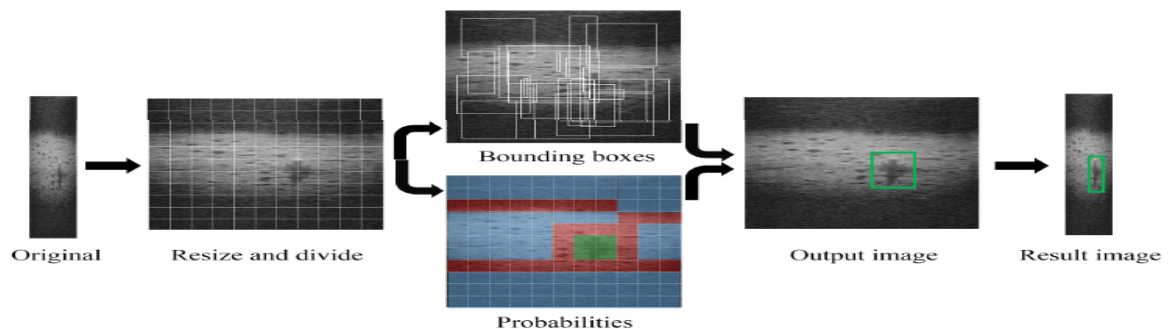 Original
Resize and divide
Bounding boxes
Probabilities
Output image
Result image